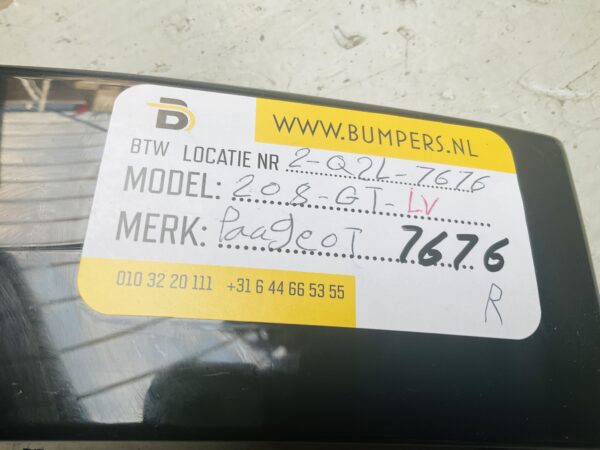 B
WWW.BUMPERS.NL
BTW LOCATIE NR 2-Q2L-7676
MODEL: 208-GT-LV
MERK: Paageot 7676
010 32 20 111 +31 6 44 66 53 55
R